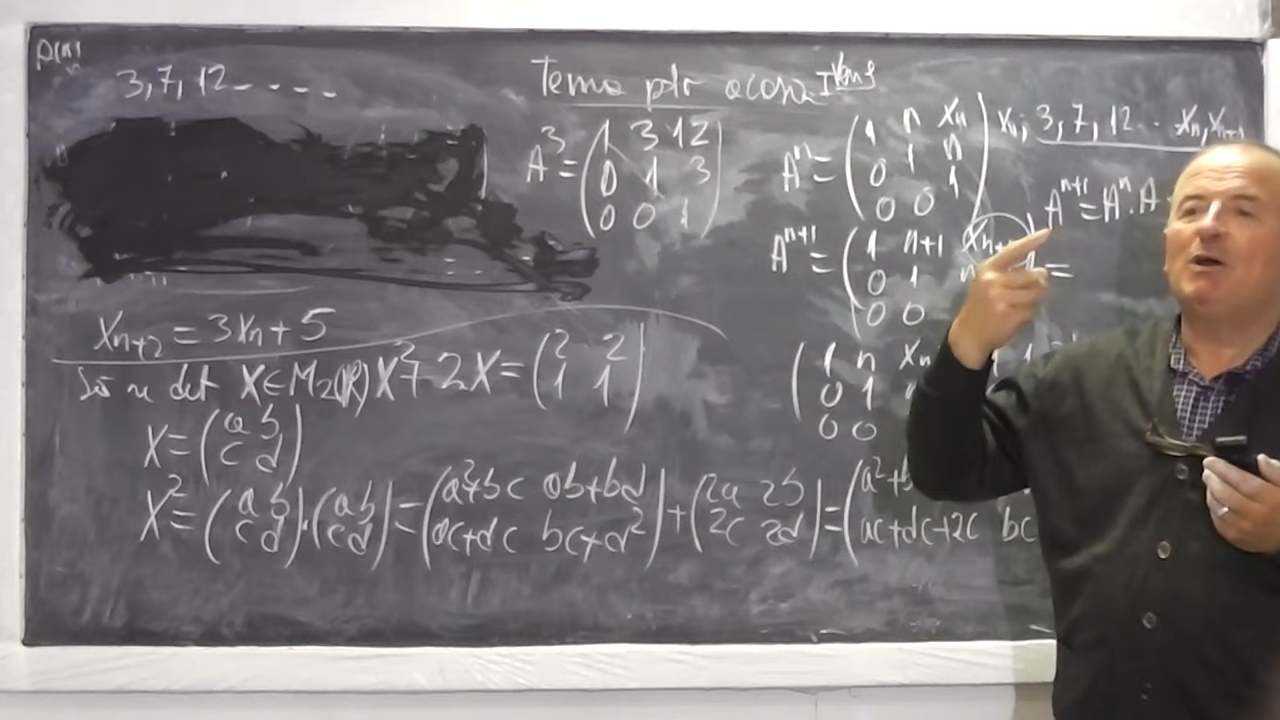 P(n)
3, 7, 12 - - - -
Tema ptr acasa
A³ = (1 3 12
0 1 3
0 0 1)
Aⁿ = (1 n xₙ
0 1 n
0 0 1)
xₙ; 3, 7, 12 ... xₙ, xₙ₊₁
Aⁿ⁺¹ = Aⁿ · A
Aⁿ⁺¹ = (1 n+1 xₙ₊₁
0 1 n
0 0
(1 n xₙ
0 1
0 0
xₙ₊₂ = 3xₙ + 5
Să se det X ∈ M₂(R) X² + 2X = (2 2
1 1)
X = (a b
c d)
X² = (a b
c d) · (a b
c d) = (a²+bc ab+bd
ac+dc bc+d²) + (2a 2b
2c 2d) = (a²+b
ac+dc+2c bc